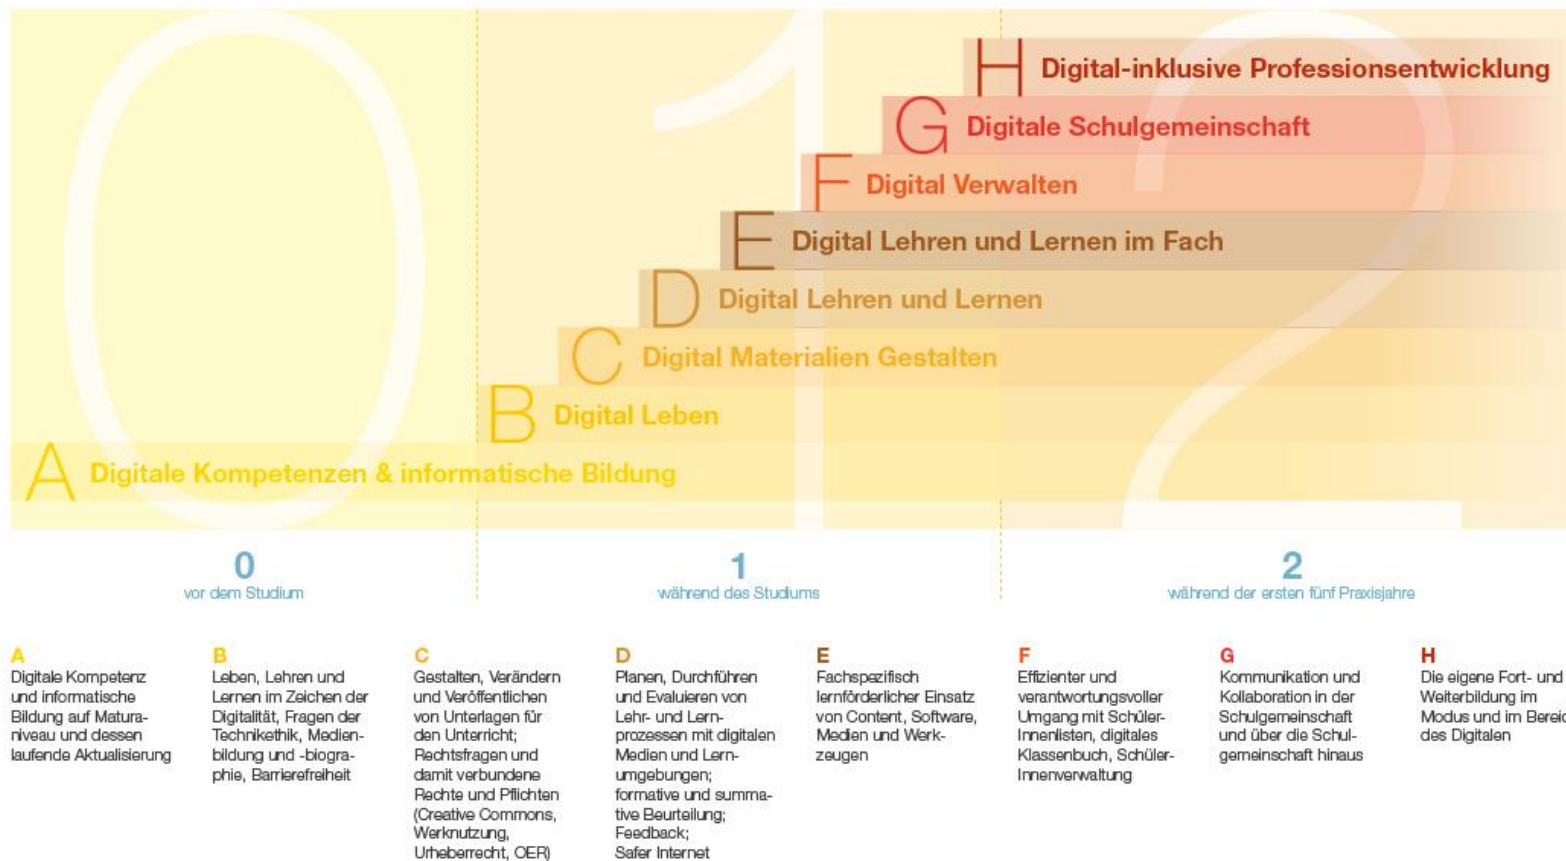 0 1 2
H Digital-inklusive Professionsentwicklung
G Digitale Schulgemeinschaft
F Digital Verwalten
E Digital Lehren und Lernen im Fach
D Digital Lehren und Lernen
C Digital Materialien Gestalten
B Digital Leben
A Digitale Kompetenzen & informatische Bildung
0
vor dem Studium
1
während des Studiums
2
während der ersten fünf Praxisjahre
A
Digitale Kompetenz
und informatische
Bildung auf Matura-
niveau und dessen
laufende Aktualisierung
B
Leben, Lehren und
Lernen im Zeichen der
Digitalität, Fragen der
Technikethik, Medien-
bildung und -biogra-
phie, Barrierefreiheit
C
Gestalten, Verändern
und Veröffentlichen
von Unterlagen für
den Unterricht;
Rechtsfragen und
damit verbundene
Rechte und Pflichten
(Creative Commons,
Werknutzung,
Urheberrecht, OER)
D
Planen, Durchführen
und Evaluieren von
Lehr- und Lern-
prozessen mit digitalen
Medien und Lern-
umgebungen;
formative und summa-
tive Beurteilung;
Feedback;
Safer Internet
E
Fachspezifisch
lernförderlicher Einsatz
von Content, Software,
Medien und Werk-
zeugen
F
Effizienter und
verantwortungsvoller
Umgang mit Schüler-
Innenlisten, digitales
Klassenbuch, Schüler-
Innenverwaltung
G
Kommunikation und
Kollaboration in der
Schulgemeinschaft
und über die Schul-
gemeinschaft hinaus
H
Die eigene Fort- und
Weiterbildung im
Modus und im Bereic
des Digitalen